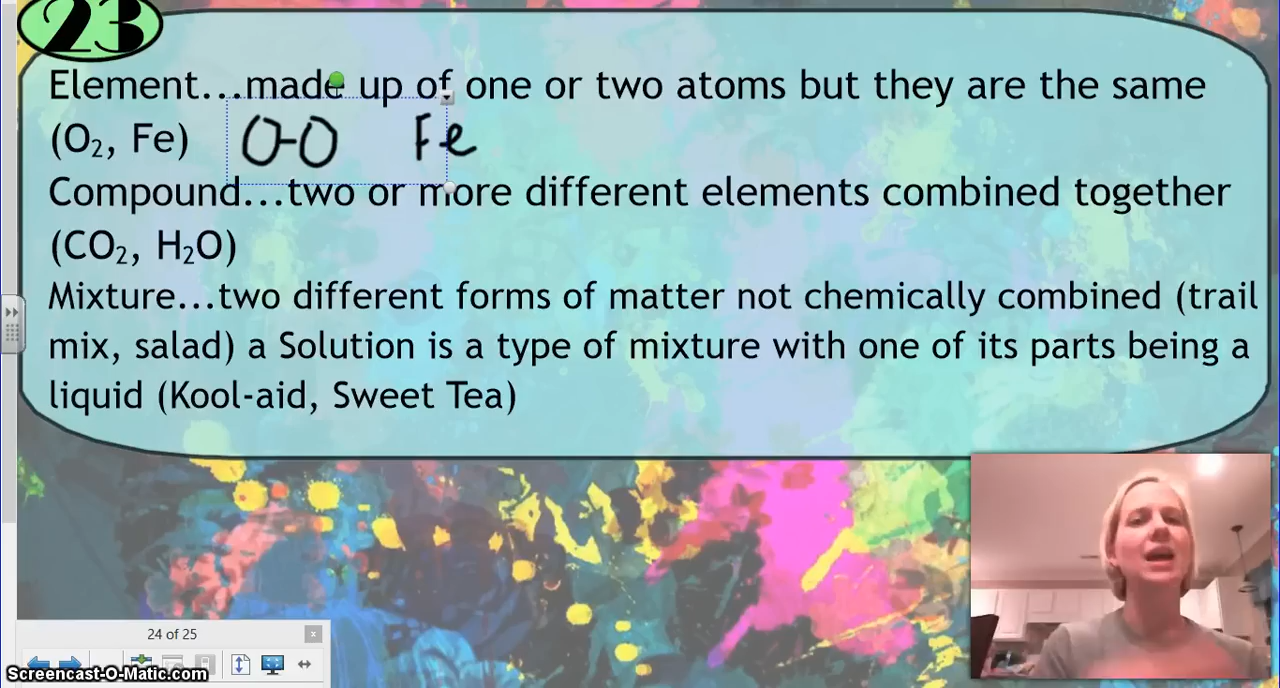 23
Element...made up of one or two atoms but they are the same
(O₂, Fe) O-O Fe
Compound...two or more different elements combined together
(CO₂, H₂O)
Mixture...two different forms of matter not chemically combined (trail
mix, salad) a Solution is a type of mixture with one of its parts being a
liquid (Kool-aid, Sweet Tea)
24 of 25
Screencast-O-Matic.com